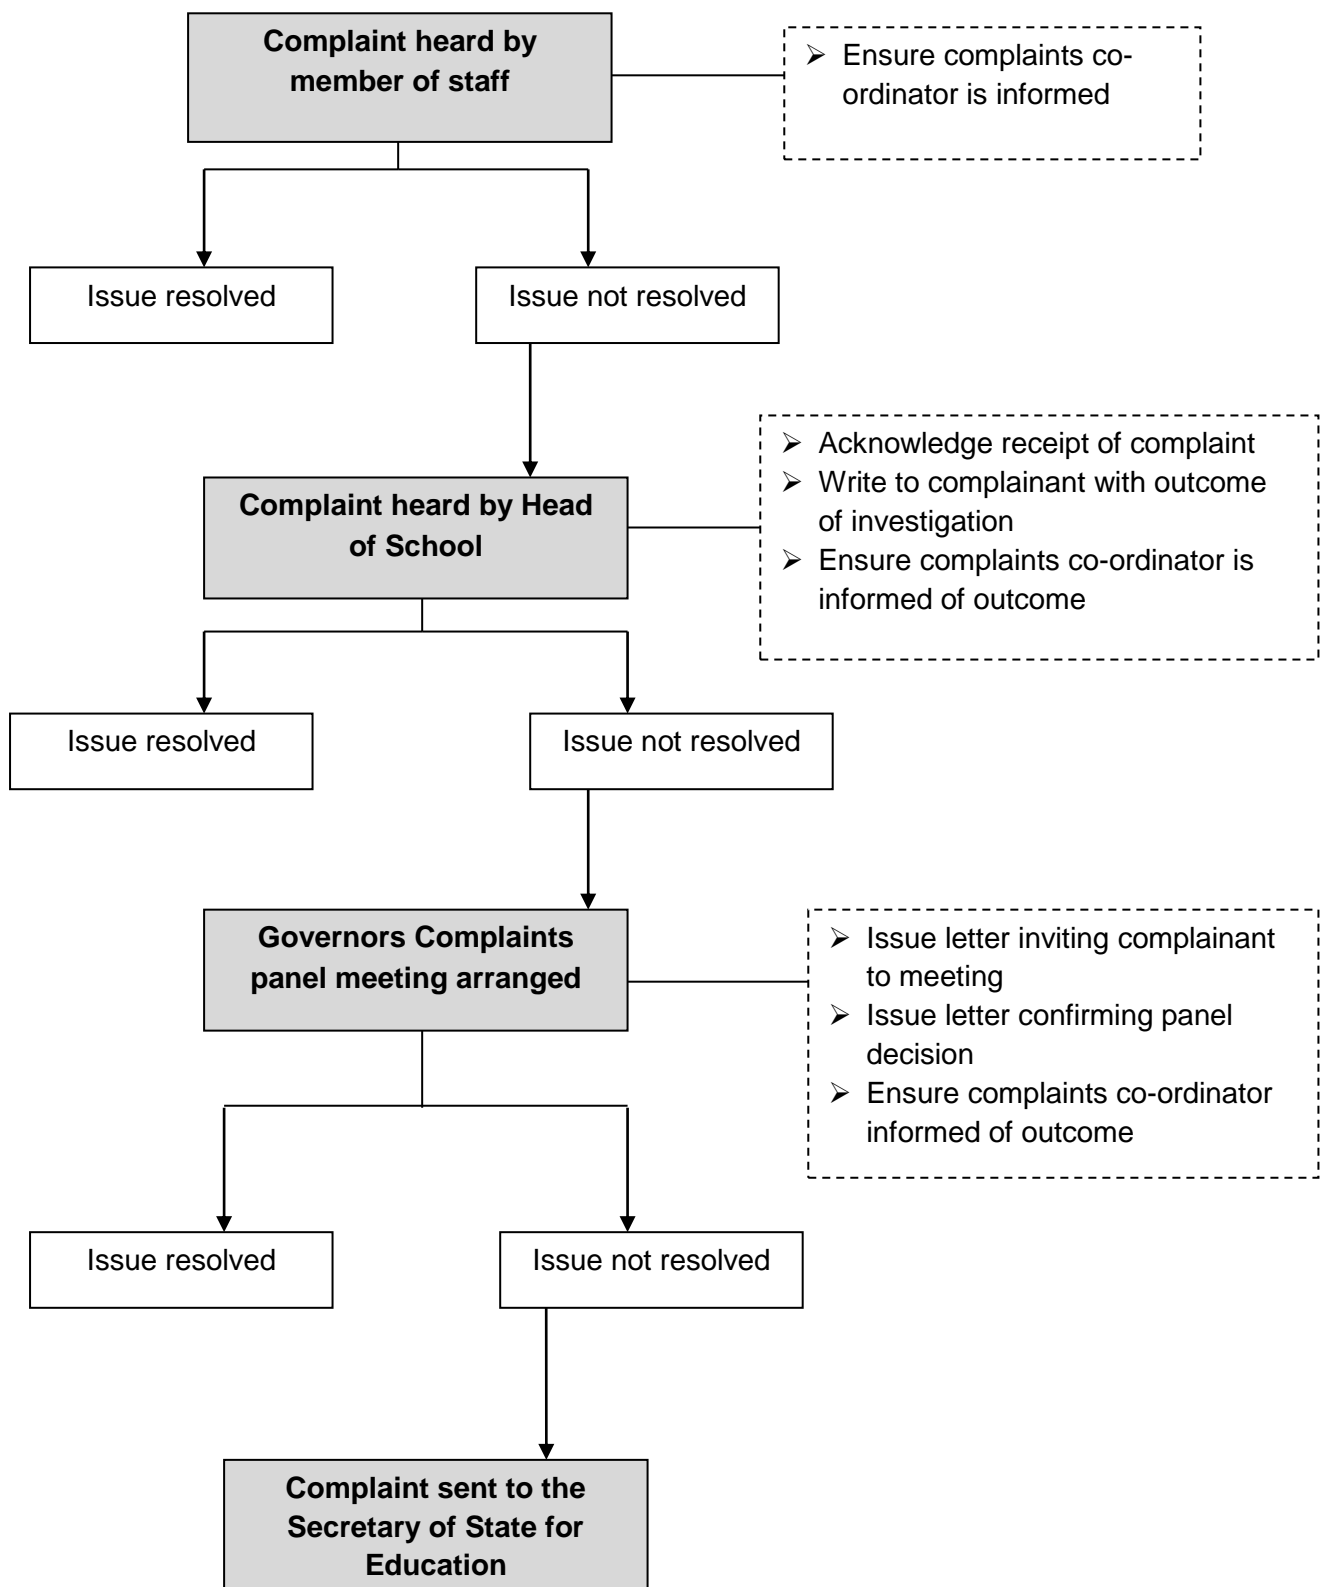 Complaint heard by
member of staff
➢ Ensure complaints co-
ordinator is informed
Issue resolved
Issue not resolved
➢ Acknowledge receipt of complaint
➢ Write to complainant with outcome
of investigation
➢ Ensure complaints co-ordinator is
informed of outcome
Complaint heard by Head
of School
Issue resolved
Issue not resolved
Governors Complaints
panel meeting arranged
➢ Issue letter inviting complainant
to meeting
➢ Issue letter confirming panel
decision
➢ Ensure complaints co-ordinator
informed of outcome
Issue resolved
Issue not resolved
Complaint sent to the
Secretary of State for
Education